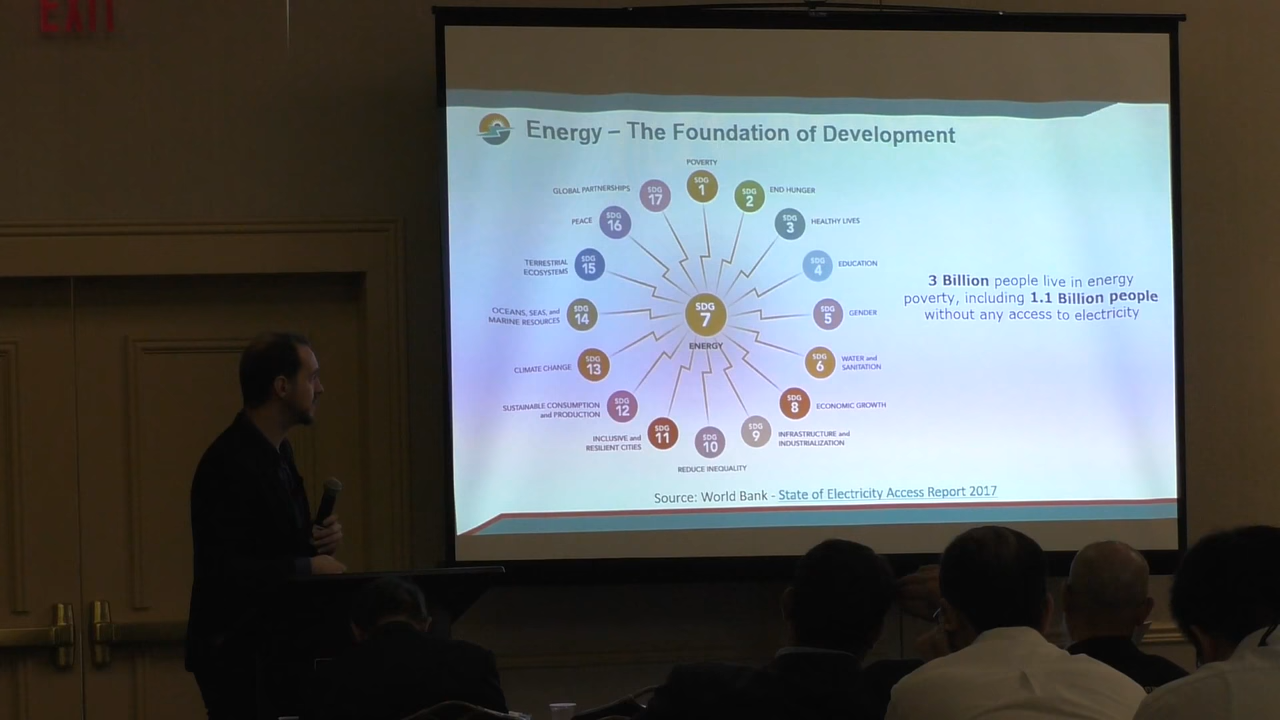 EXIT
Energy – The Foundation of Development
POVERTY
SDG
1
END HUNGER
SDG
2
HEALTHY LIVES
SDG
3
EDUCATION
SDG
4
GENDER
SDG
5
WATER and
SANITATION
SDG
6
ECONOMIC GROWTH
SDG
8
INFRASTRUCTURE and
INDUSTRIALIZATION
SDG
9
REDUCE INEQUALITY
SDG
10
INCLUSIVE and
RESILIENT CITIES
SDG
11
SUSTAINABLE CONSUMPTION
and PRODUCTION
SDG
12
CLIMATE CHANGE
SDG
13
OCEANS, SEAS, and
MARINE RESOURCES
SDG
14
TERRESTRIAL
ECOSYSTEMS
SDG
15
PEACE
SDG
16
GLOBAL PARTNERSHIPS
SDG
17
SDG
7
ENERGY
3 Billion people live in energy
poverty, including 1.1 Billion people
without any access to electricity
Source: World Bank - State of Electricity Access Report 2017